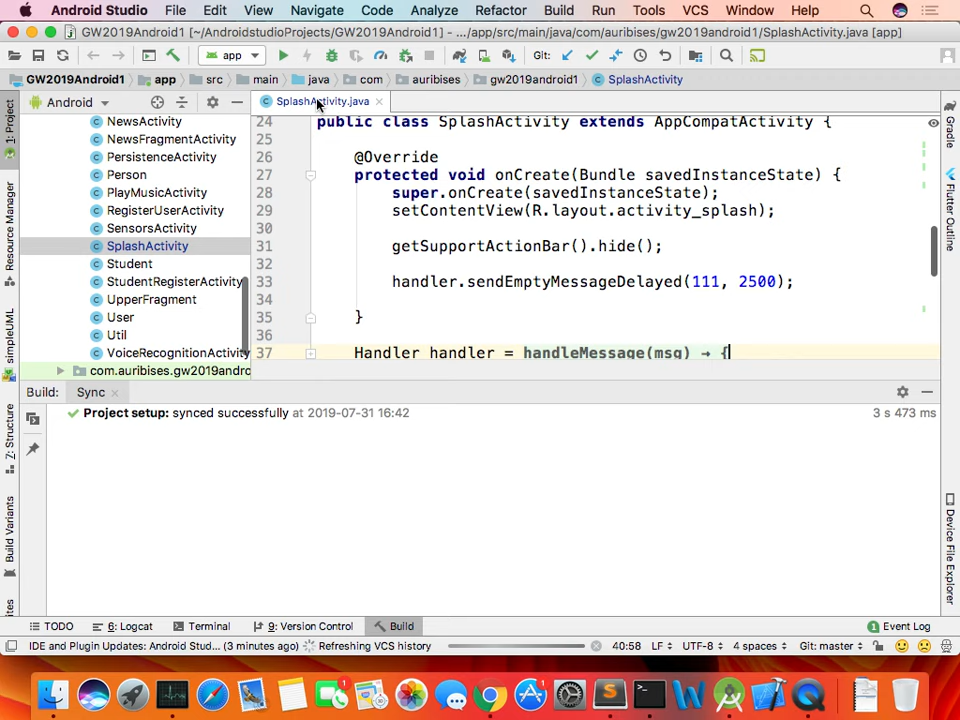 Android Studio File Edit View Navigate Code Analyze Refactor Build Run Tools VCS Window Help
GW2019Android1 [~/AndroidstudioProjects/GW2019Android1] - .../app/src/main/java/com/auribises/gw2019android1/SplashActivity.java [app]
app Git:
GW2019Android1 app src main java com auribises gw2019android1 SplashActivity
Android SplashActivity.java
1: Project
Resource Manager
simpleUML
7: Structure
Build Variants
NewsActivity
NewsFragmentActivity
PersistenceActivity
Person
PlayMusicActivity
RegisterUserActivity
SensorsActivity
SplashActivity
Student
StudentRegisterActivity
UpperFragment
User
Util
VoiceRecognitionActivity
com.auribises.gw2019andro
24 public class SplashActivity extends AppCompatActivity {
25
26 @Override
27 protected void onCreate(Bundle savedInstanceState) {
28 super.onCreate(savedInstanceState);
29 setContentView(R.layout.activity_splash);
30
31 getSupportActionBar().hide();
32
33 handler.sendEmptyMessageDelayed(111, 2500);
34
35 }
36
37 Handler handler = handleMessage(msg) → {
Gradle
Flutter Outline
Device File Explorer
Build: Sync
Project setup: synced successfully at 2019-07-31 16:42 3 s 473 ms
TODO 6: Logcat Terminal 9: Version Control Build 1 Event Log
IDE and Plugin Updates: Android Stud... (3 minutes ago) Refreshing VCS history 40:58 LF UTF-8 4 spaces Git: master